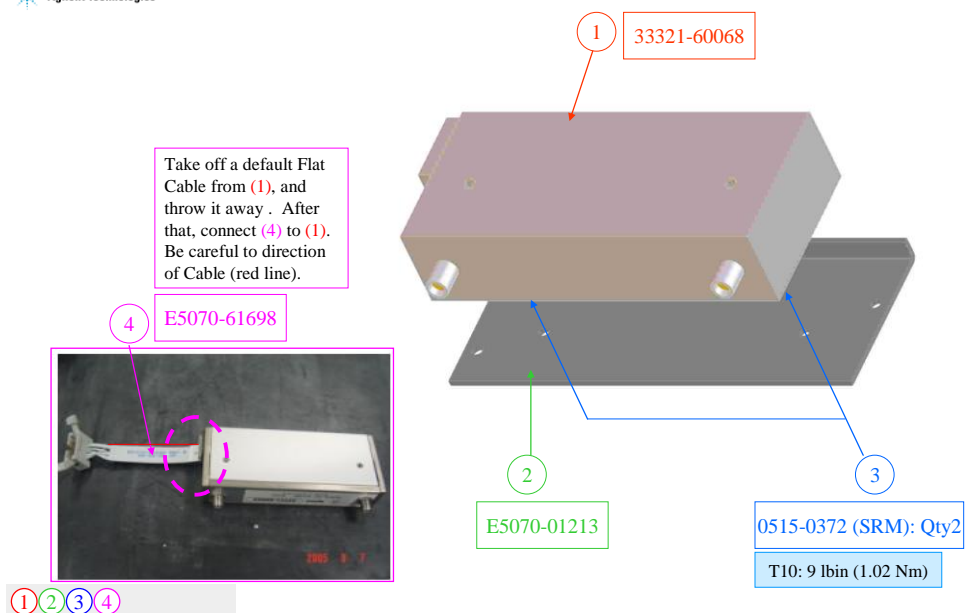 Agilent Technologies
1
33321-60068
Take off a default Flat
Cable from (1), and
throw it away . After
that, connect (4) to (1).
Be careful to direction
of Cable (red line).
4
E5070-61698
2005 8 7
2
E5070-01213
3
0515-0372 (SRM): Qty2
T10: 9 lbin (1.02 Nm)
1 2 3 4